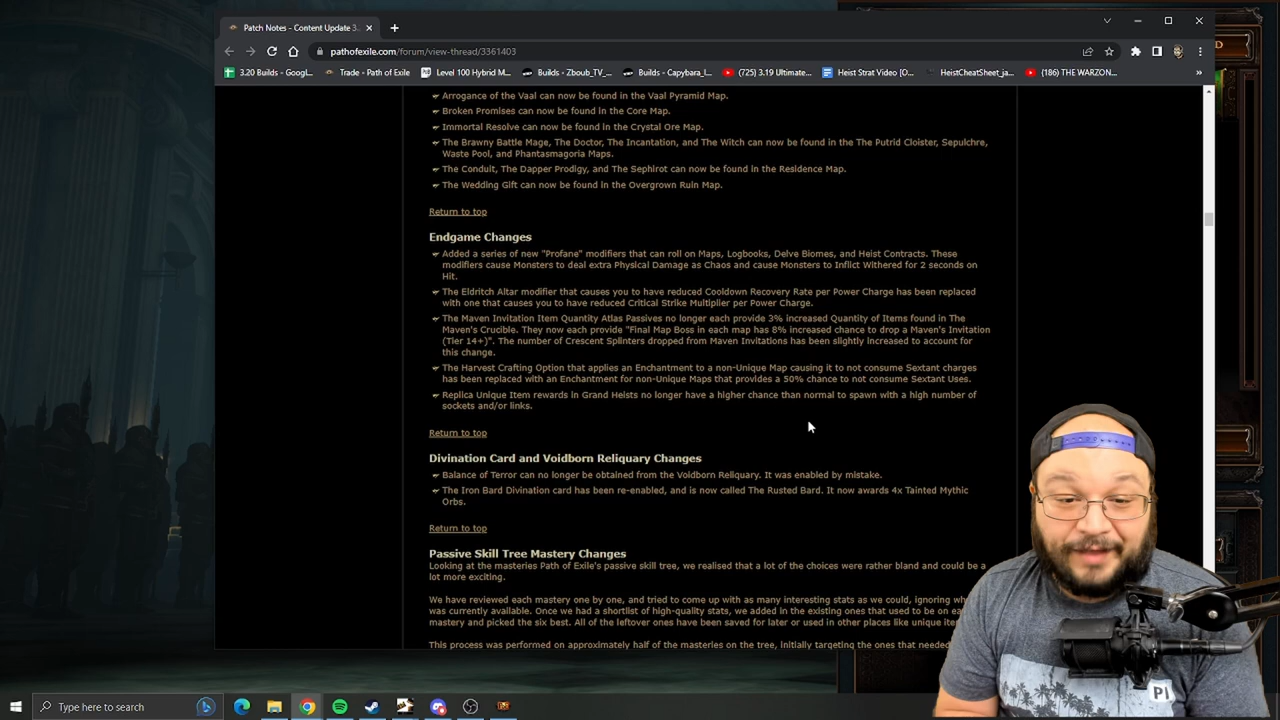 Patch Notes - Content Update 3.
pathofexile.com/forum/view-thread/3361403
3.20 Builds - Googl... Trade - Path of Exile Level 100 Hybrid M... Builds - Zboub_TV_... Builds - Capybara_l... (725) 3.19 Ultimate... Heist Strat Video [O... HeistCheatSheet_ja... (186) THE WARZON... »
Arrogance of the Vaal can now be found in the Vaal Pyramid Map.
Broken Promises can now be found in the Core Map.
Immortal Resolve can now be found in the Crystal Ore Map.
The Brawny Battle Mage, The Doctor, The Incantation, and The Witch can now be found in the The Putrid Cloister, Sepulchre,
Waste Pool, and Phantasmagoria Maps.
The Conduit, The Dapper Prodigy, and The Sephirot can now be found in the Residence Map.
The Wedding Gift can now be found in the Overgrown Ruin Map.
Return to top
Endgame Changes
Added a series of new "Profane" modifiers that can roll on Maps, Logbooks, Delve Biomes, and Heist Contracts. These
modifiers cause Monsters to deal extra Physical Damage as Chaos and cause Monsters to Inflict Withered for 2 seconds on
Hit.
The Eldritch Altar modifier that causes you to have reduced Cooldown Recovery Rate per Power Charge has been replaced
with one that causes you to have reduced Critical Strike Multiplier per Power Charge.
The Maven Invitation Item Quantity Atlas Passives no longer each provide 3% increased Quantity of Items found in The
Maven's Crucible. They now each provide "Final Map Boss in each map has 8% increased chance to drop a Maven's Invitation
(Tier 14+)". The number of Crescent Splinters dropped from Maven Invitations has been slightly increased to account for
this change.
The Harvest Crafting Option that applies an Enchantment to a non-Unique Map causing it to not consume Sextant charges
has been replaced with an Enchantment for non-Unique Maps that provides a 50% chance to not consume Sextant Uses.
Replica Unique Item rewards in Grand Heists no longer have a higher chance than normal to spawn with a high number of
sockets and/or links.
Return to top
Divination Card and Voidborn Reliquary Changes
Balance of Terror can no longer be obtained from the Voidborn Reliquary. It was enabled by mistake.
The Iron Bard Divination card has been re-enabled, and is now called The Rusted Bard. It now awards 4x Tainted Mythic
Orbs.
Return to top
Passive Skill Tree Mastery Changes
Looking at the masteries Path of Exile's passive skill tree, we realised that a lot of the choices were rather bland and could be a
lot more exciting.
We have reviewed each mastery one by one, and tried to come up with as many interesting stats as we could, ignoring
was currently available. Once we had a shortlist of high-quality stats, we added in the existing ones that used to be on
mastery and picked the six best. All of the leftover ones have been saved for later or used in other places like unique
This process was performed on approximately half of the masteries on the tree, initially targeting the ones that needed
PI
Type here to search